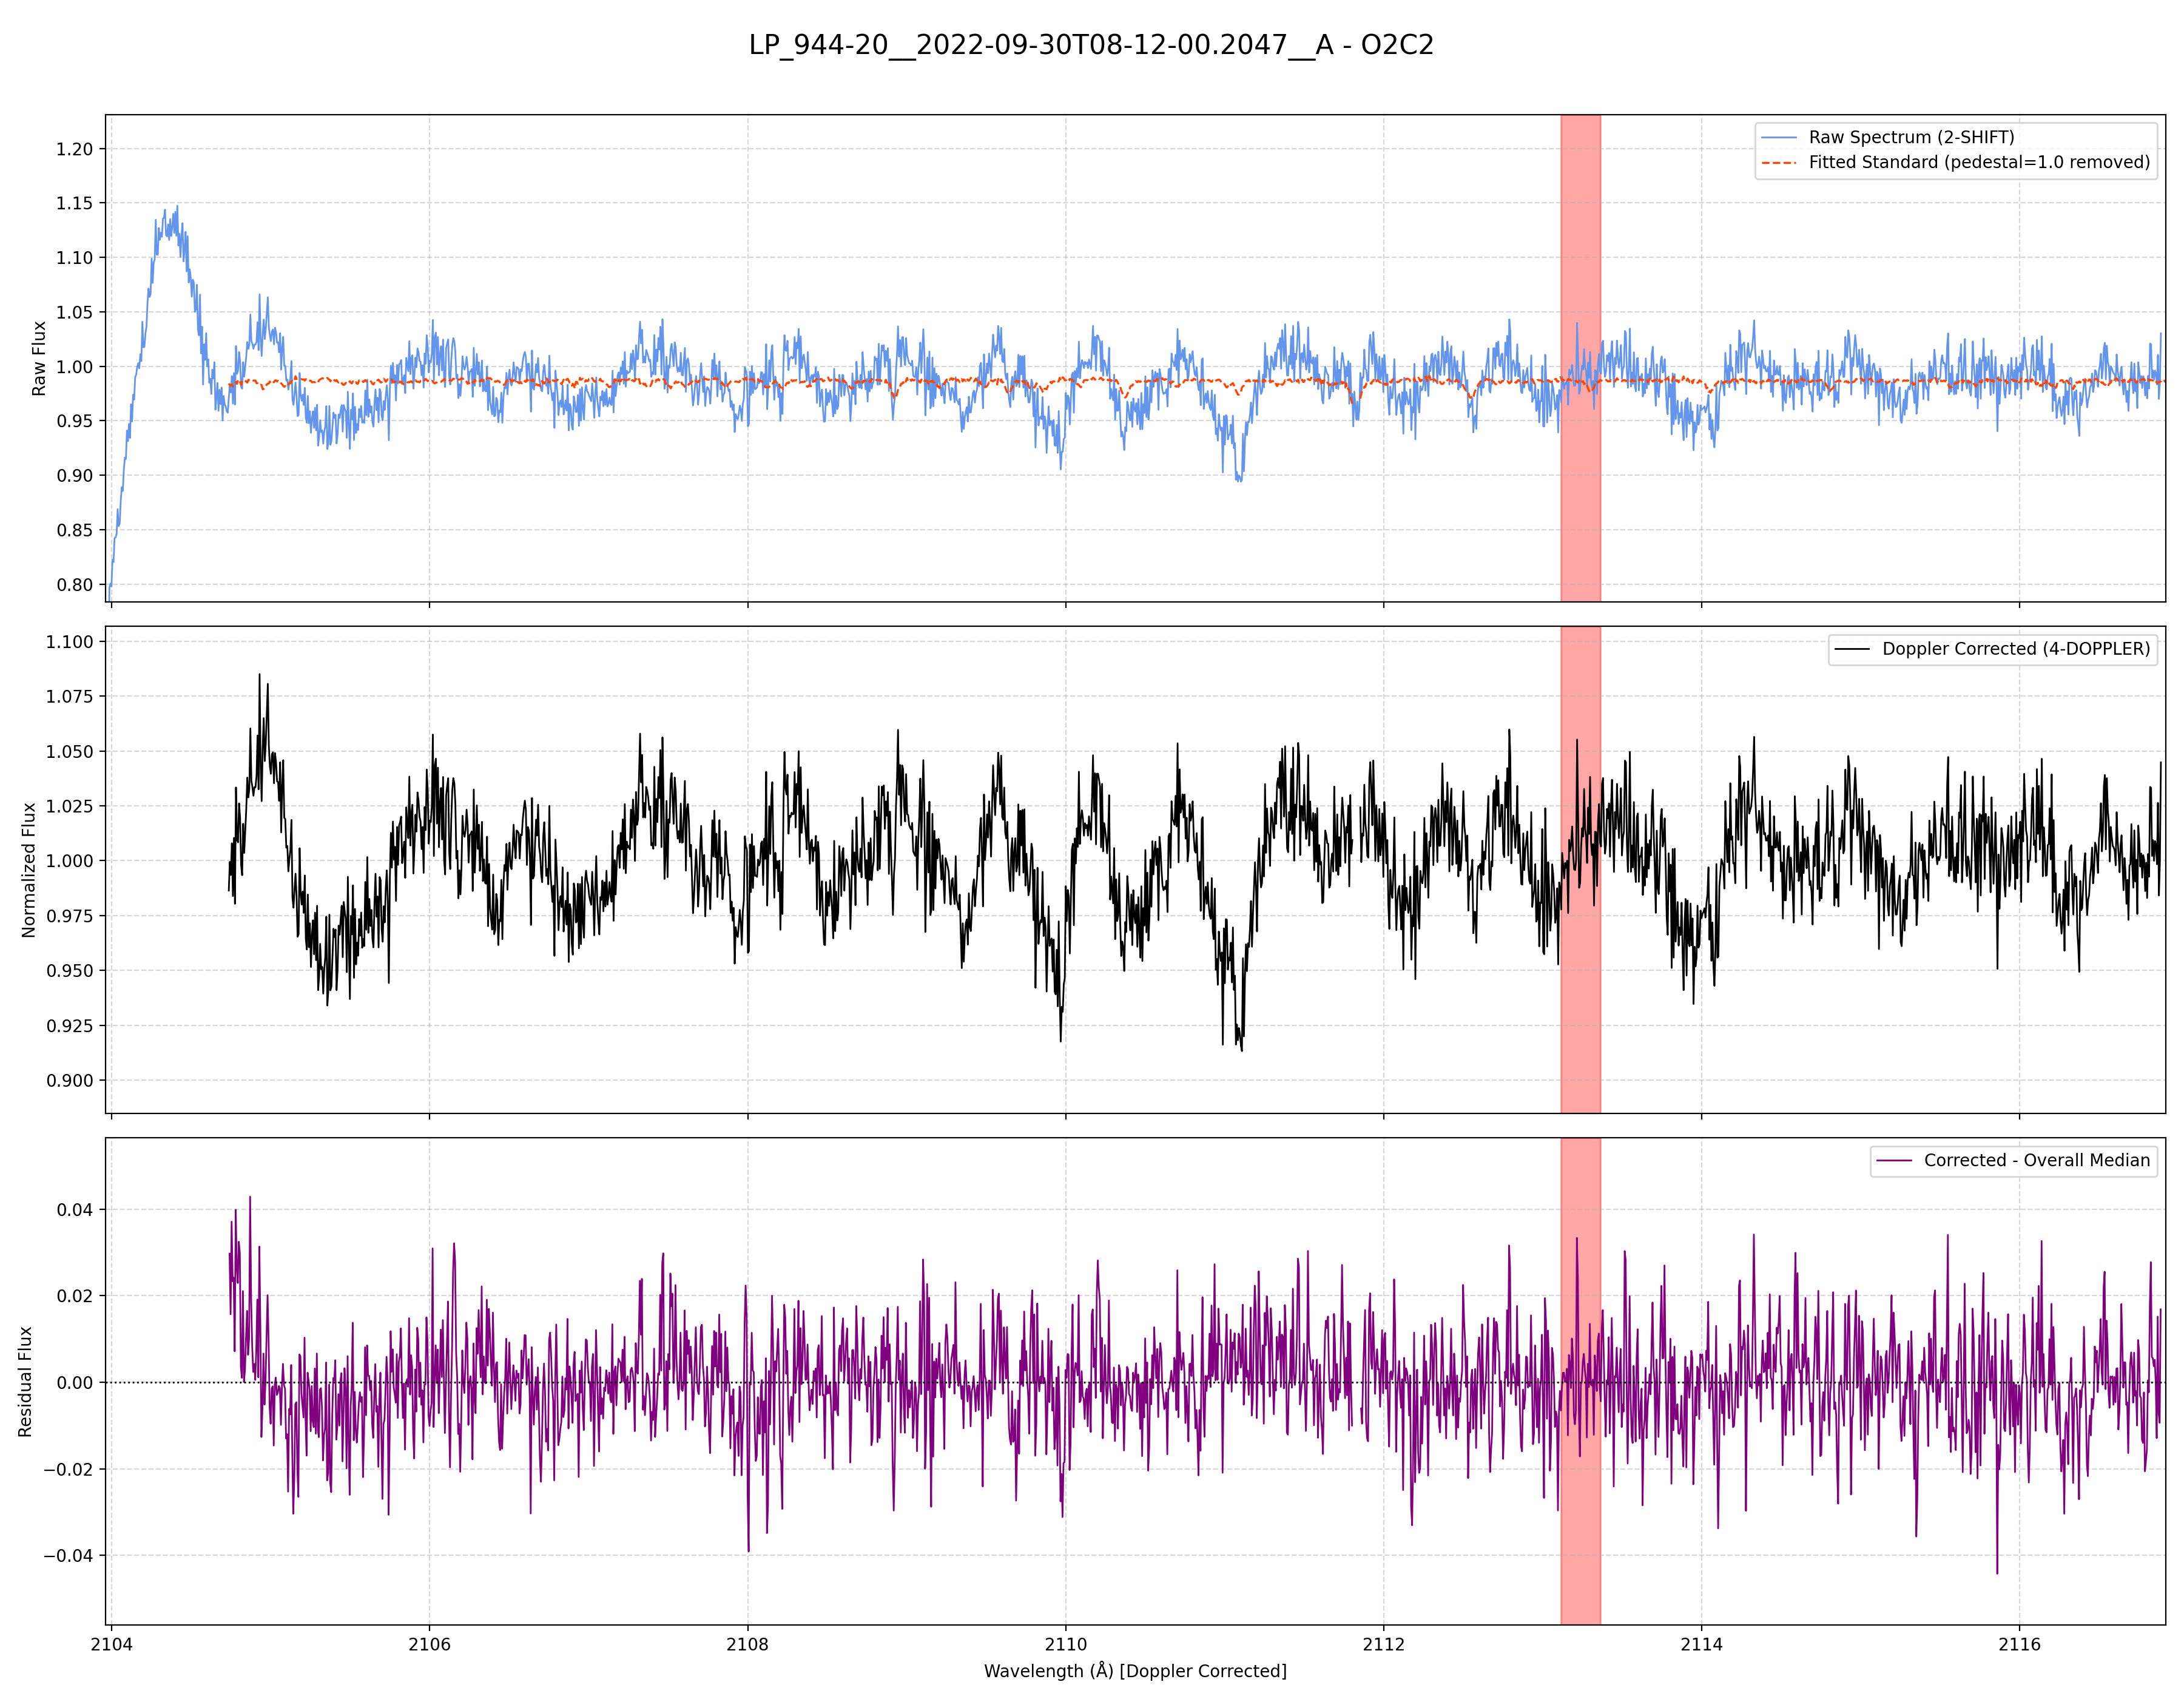 LP_944-20__2022-09-30T08-12-00.2047__A - O2C2
Raw Flux
1.20
1.15
1.10
1.05
1.00
0.95
0.90
0.85
0.80
Raw Spectrum (2-SHIFT)
Fitted Standard (pedestal=1.0 removed)
Normalized Flux
1.100
1.075
1.050
1.025
1.000
0.975
0.950
0.925
0.900
Doppler Corrected (4-DOPPLER)
Residual Flux
0.04
0.02
0.00
−0.02
−0.04
Corrected - Overall Median
2104 2106 2108 2110 2112 2114 2116
Wavelength (Å) [Doppler Corrected]